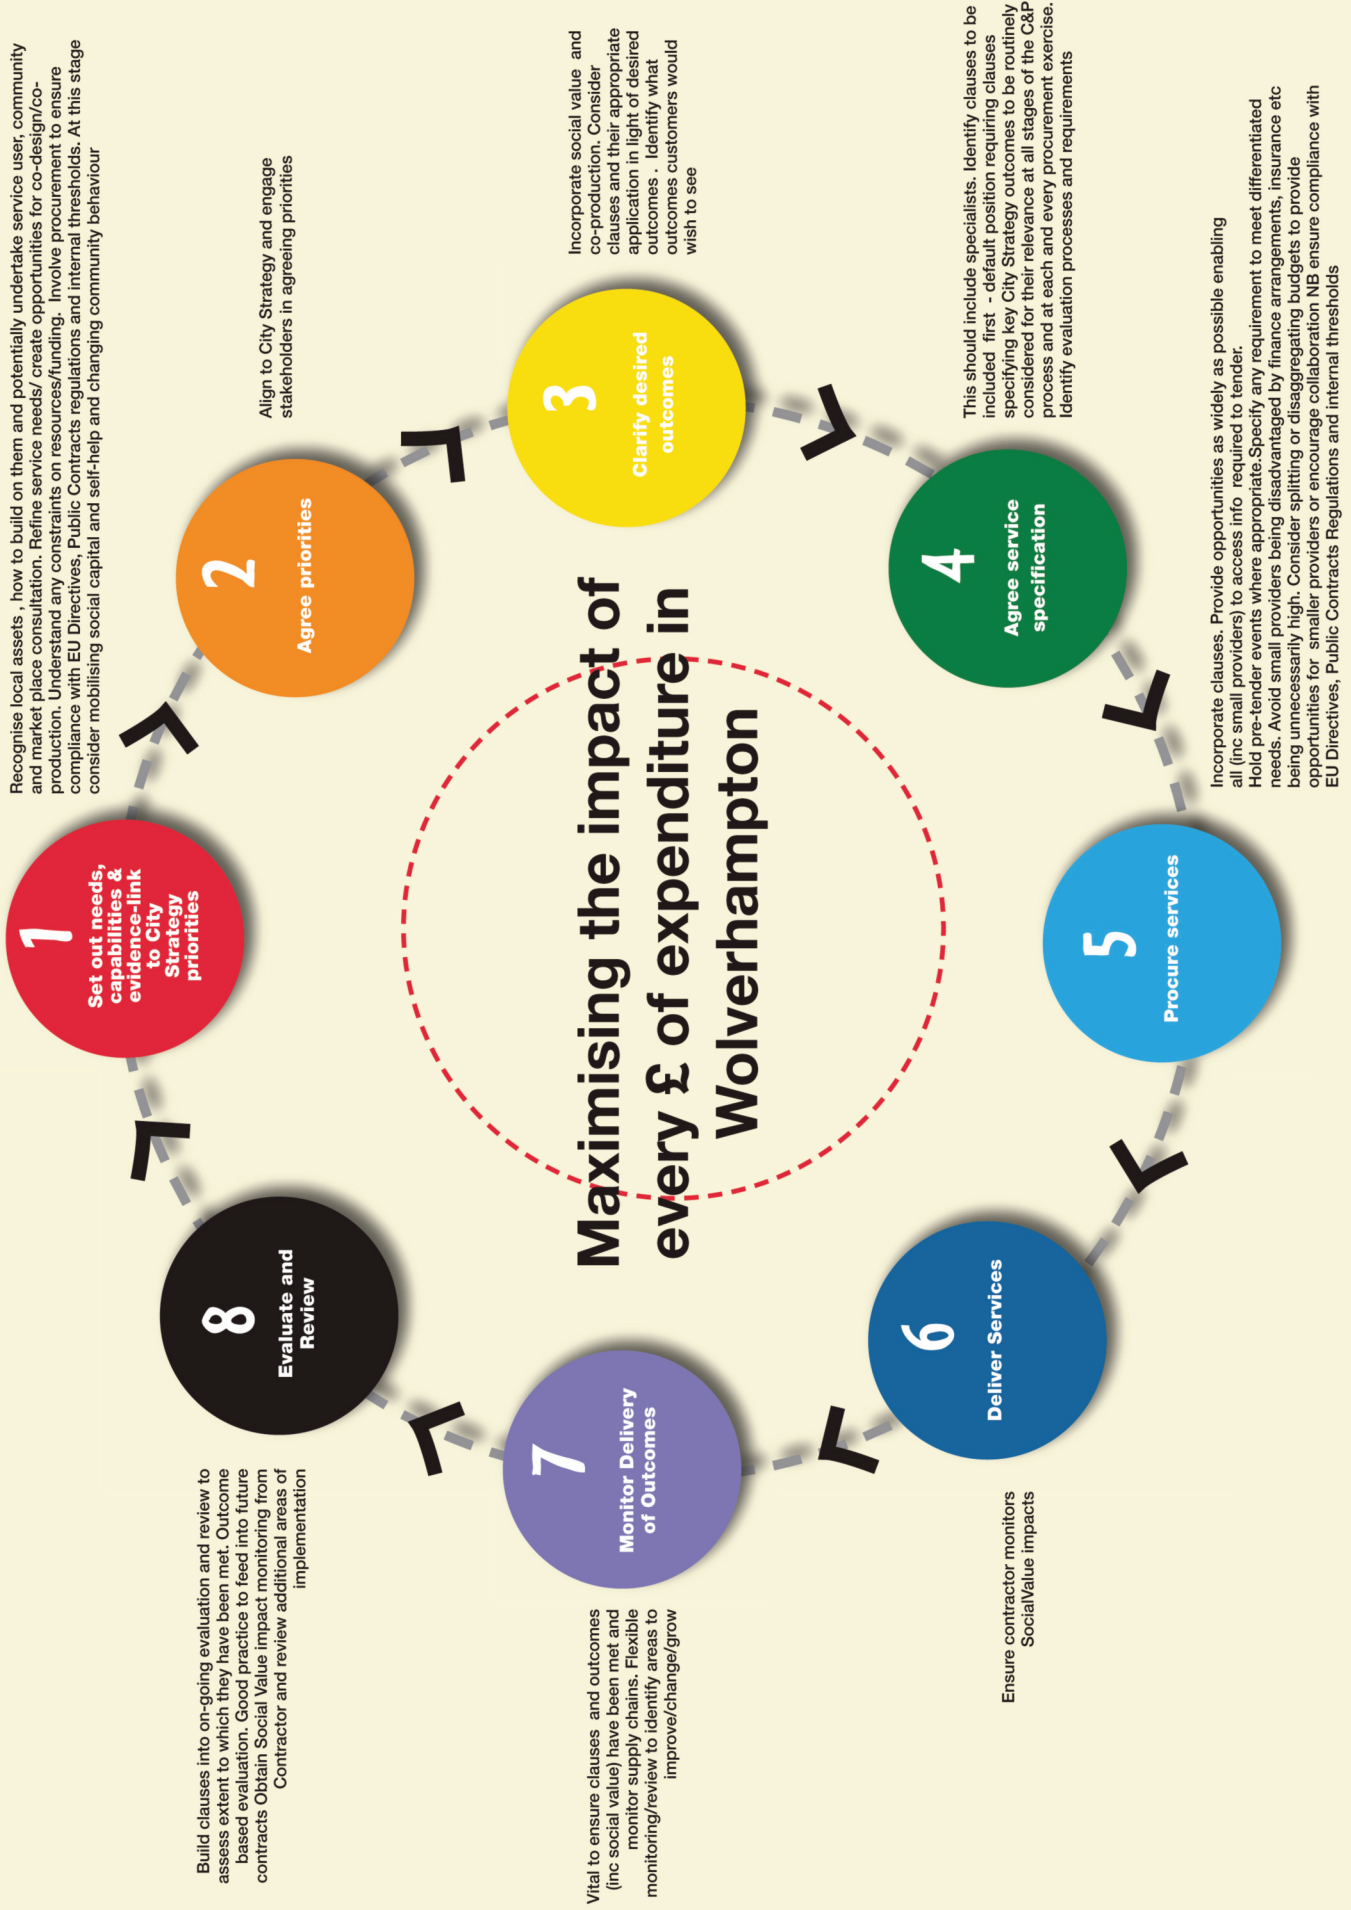 Recognise local assets , how to build on them and potentially undertake service user, community
and market place consultation. Refine service needs/ create opportunities for co-design/co-
production. Understand any constraints on resources/funding.  Involve procurement to ensure
compliance with EU Directives, Public Contracts regulations and internal thresholds. At this stage
consider mobilising social capital and self-help and changing community behaviour
1
Set out needs,
capabilities &
evidence-link
to City
Strategy
priorities
2
Agree priorities
Align to City Strategy and engage
stakeholders in agreeing priorities
3
Clarify desired
outcomes
Incorporate social value  and
co-production. Consider
clauses and their appropriate
application in light of desired
outcomes .  Identify what
outcomes customers would
wish to see
4
Agree service
specification
This should include specialists. Identify clauses to be
included  first  - default position requiring clauses
specifying key City Strategy outcomes to be routinely
considered for their relevance at all stages of the C&P
process and at each and every procurement exercise.
Identify evaluation processes and requirements
5
Procure services
Incorporate clauses. Provide opportunities as widely as possible enabling
all (inc small providers) to access info  required to tender.
Hold pre-tender events where appropriate.Specify any requirement to meet differentiated
needs. Avoid small providers being disadvantaged by finance arrangements, insurance etc
being unnecessarily high. Consider splitting or disaggregating budgets to provide
opportunities for  smaller providers or encourage collaboration NB ensure compliance with
EU Directives, Public Contracts Regulations and internal thresholds
6
Deliver Services
Ensure contractor monitors
SocialValue impacts
7
Monitor Delivery
of Outcomes
Vital to ensure clauses  and outcomes
(inc social value) have been met and
monitor supply chains. Flexible
monitoring/review to identify areas to
improve/change/grow
8
Evaluate and
Review
Build clauses into on-going evaluation and review to
assess extent to which they have been met. Outcome
based evaluation. Good practice to feed into future
contracts Obtain Social Value impact monitoring from
Contractor and review additional areas of
implementation
Maximising the impact of
every £ of expenditure in
Wolverhampton